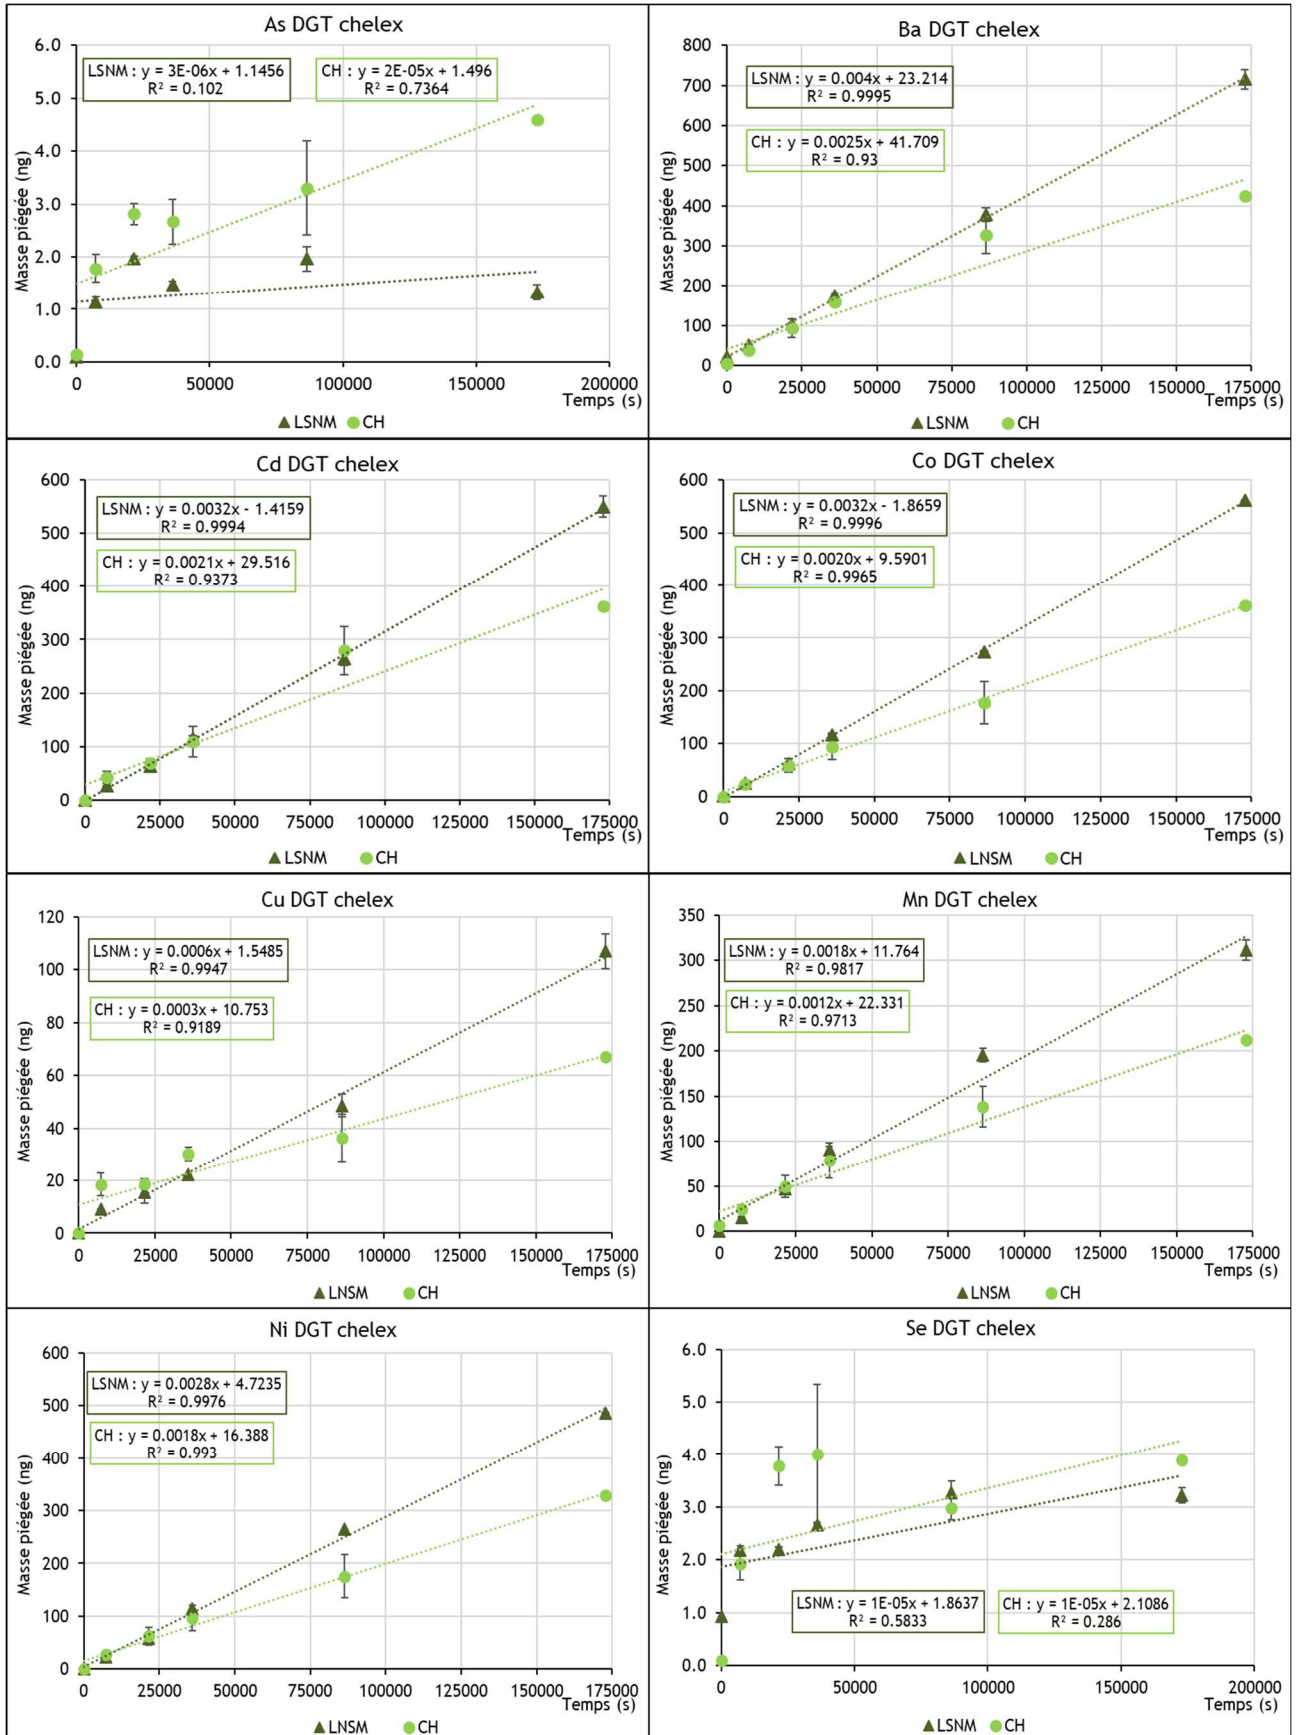 As DGT chelex
6.0
5.0
4.0
3.0
2.0
1.0
0.0
Masse piégée (ng)
LSNM : y = 3E-06x + 1.1456
R² = 0.102
CH : y = 2E-05x + 1.496
R² = 0.7364
0 50000 100000 150000 200000
Temps (s)
LSNM CH
Ba DGT chelex
800
700
600
500
400
300
200
100
0
Masse piégée (ng)
LSNM : y = 0.004x + 23.214
R² = 0.9995
CH : y = 0.0025x + 41.709
R² = 0.93
0 25000 50000 75000 100000 125000 150000 175000
Temps (s)
LSNM CH
Cd DGT chelex
600
500
400
300
200
100
0
Masse piégée (ng)
LSNM : y = 0.0032x - 1.4159
R² = 0.9994
CH : y = 0.0021x + 29.516
R² = 0.9373
0 25000 50000 75000 100000 125000 150000 175000
Temps (s)
LSNM CH
Co DGT chelex
600
500
400
300
200
100
0
Masse piégée (ng)
LSNM : y = 0.0032x - 1.8659
R² = 0.9996
CH : y = 0.0020x + 9.5901
R² = 0.9965
0 25000 50000 75000 100000 125000 150000 175000
Temps (s)
LNSM CH
Cu DGT chelex
120
100
80
60
40
20
0
Masse piégée (ng)
LSNM : y = 0.0006x + 1.5485
R² = 0.9947
CH : y = 0.0003x + 10.753
R² = 0.9189
0 25000 50000 75000 100000 125000 150000 175000
Temps (s)
LNSM CH
Mn DGT chelex
350
300
250
200
150
100
50
0
Masse piégée (ng)
LSNM : y = 0.0018x + 11.764
R² = 0.9817
CH : y = 0.0012x + 22.331
R² = 0.9713
0 25000 50000 75000 100000 125000 150000 175000
Temps (s)
LNSM CH
Ni DGT chelex
600
500
400
300
200
100
0
Masse piégée (ng)
LSNM : y = 0.0028x + 4.7235
R² = 0.9976
CH : y = 0.0018x + 16.388
R² = 0.993
0 25000 50000 75000 100000 125000 150000 175000
Temps (s)
LNSM CH
Se DGT chelex
6.0
5.0
4.0
3.0
2.0
1.0
0.0
Masse piégée (ng)
LSNM : y = 1E-05x + 1.8637
R² = 0.5833
CH : y = 1E-05x + 2.1086
R² = 0.286
0 50000 100000 150000 200000
Temps (s)
LSNM CH